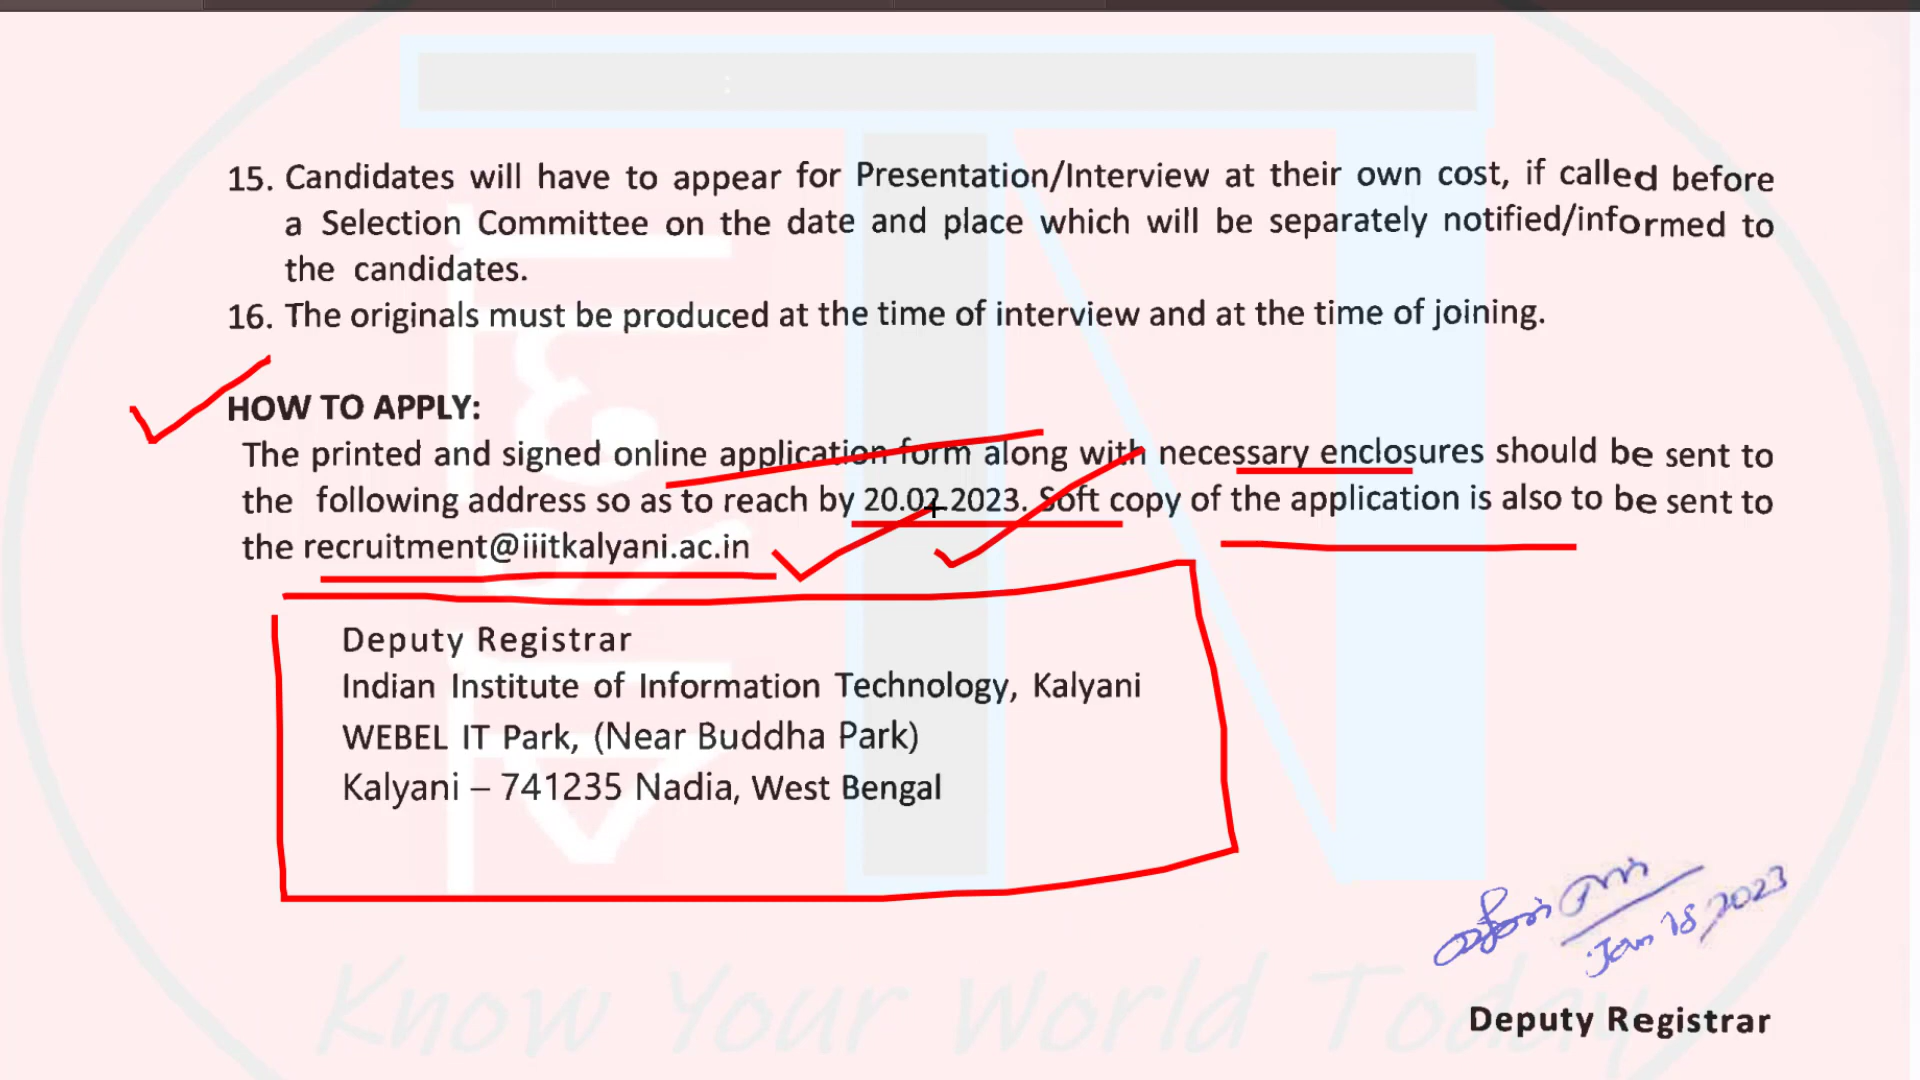 15. Candidates will have to appear for Presentation/Interview at their own cost, if called before
a Selection Committee on the date and place which will be separately notified/informed to
the candidates.
16. The originals must be produced at the time of interview and at the time of joining.
HOW TO APPLY:
The printed and signed online application form along with necessary enclosures should be sent to
the following address so as to reach by 20.02.2023. Soft copy of the application is also to be sent to
the recruitment@iiitkalyani.ac.in
Deputy Registrar
Indian Institute of Information Technology, Kalyani
WEBEL IT Park, (Near Buddha Park)
Kalyani – 741235 Nadia, West Bengal
Jan 18, 2023
Deputy Registrar
Know Your World Today